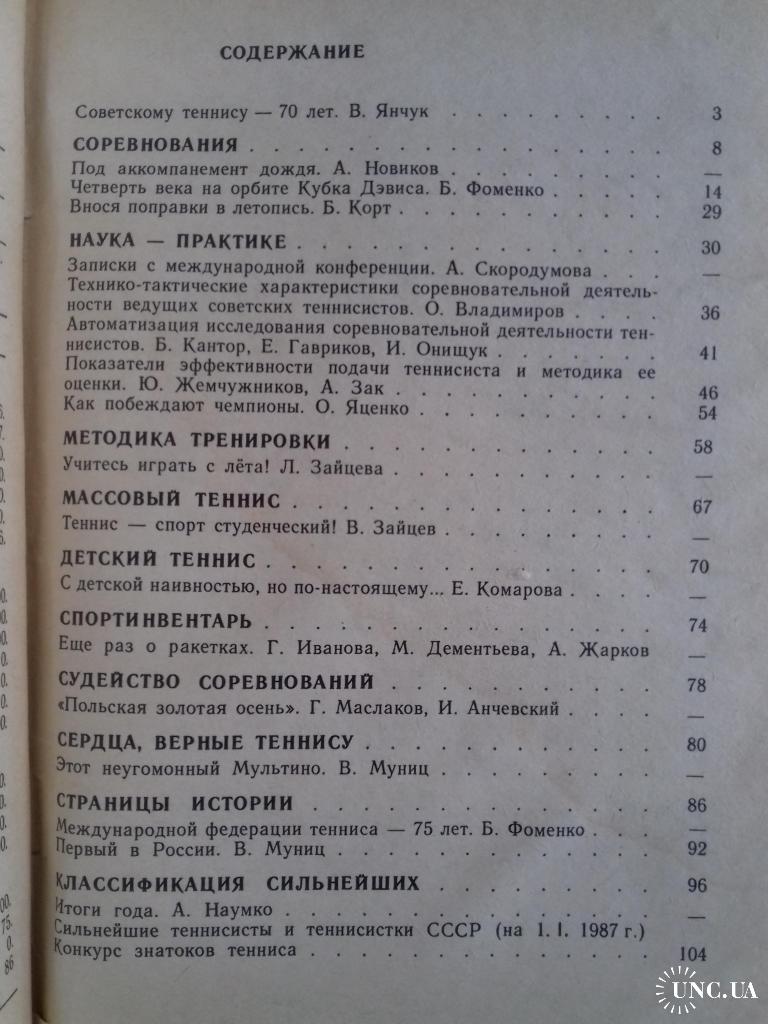 СОДЕРЖАНИЕ
Советскому теннису — 70 лет. В. Янчук . . . . . . . . . 3
СОРЕВНОВАНИЯ . . . . . . . . . . . . . . . 8
Под аккомпанемент дождя. А. Новиков . . . . . . . . —
Четверть века на орбите Кубка Дэвиса. Б. Фоменко . . . . . 14
Внося поправки в летопись. Б. Корт . . . . . . . . . . 29
НАУКА — ПРАКТИКЕ . . . . . . . . . . . . . 30
Записки с международной конференции. А. Скородумова . . . —
Технико-тактические характеристики соревновательной деятель-
ности ведущих советских теннисистов. О. Владимиров . . . . 36
Автоматизация исследования соревновательной деятельности тен-
нисистов. Б. Кантор, Е. Гавриков, И. Онищук . . . . . . . 41
Показатели эффективности подачи теннисиста и методика ее
оценки. Ю. Жемчужников, А. Зак . . . . . . . . . . 46
Как побеждают чемпионы. О. Яценко . . . . . . . . . 54
МЕТОДИКА ТРЕНИРОВКИ . . . . . . . . . . . 58
Учитесь играть с лёта! Л. Зайцева . . . . . . . . . . —
МАССОВЫЙ ТЕННИС . . . . . . . . . . . . . 67
Теннис — спорт студенческий! В. Зайцев . . . . . . . . —
ДЕТСКИЙ ТЕННИС . . . . . . . . . . . . . . 70
С детской наивностью, но по-настоящему... Е. Комарова . . . . —
СПОРТИНВЕНТАРЬ . . . . . . . . . . . . . . 74
Еще раз о ракетках. Г. Иванова, М. Дементьева, А. Жарков —
СУДЕЙСТВО СОРЕВНОВАНИЙ . . . . . . . . . . 78
«Польская золотая осень». Г. Маслаков, И. Анчевский . . . . —
СЕРДЦА, ВЕРНЫЕ ТЕННИСУ . . . . . . . . . . 80
Этот неугомонный Мультино. В. Муниц . . . . . . . . —
СТРАНИЦЫ ИСТОРИИ . . . . . . . . . . . . . 86
Международной федерации тенниса — 75 лет. Б. Фоменко . . . —
Первый в России. В. Муниц . . . . . . . . . . . . 92
КЛАССИФИКАЦИЯ СИЛЬНЕЙШИХ . . . . . . . . 96
Итоги года. А. Наумко . . . . . . . . . . . . . . —
Сильнейшие теннисисты и теннисистки СССР (на 1. I. 1987 г.)
Конкурс знатоков тенниса . . . . . . . . . . . . . 104
UNC.UA